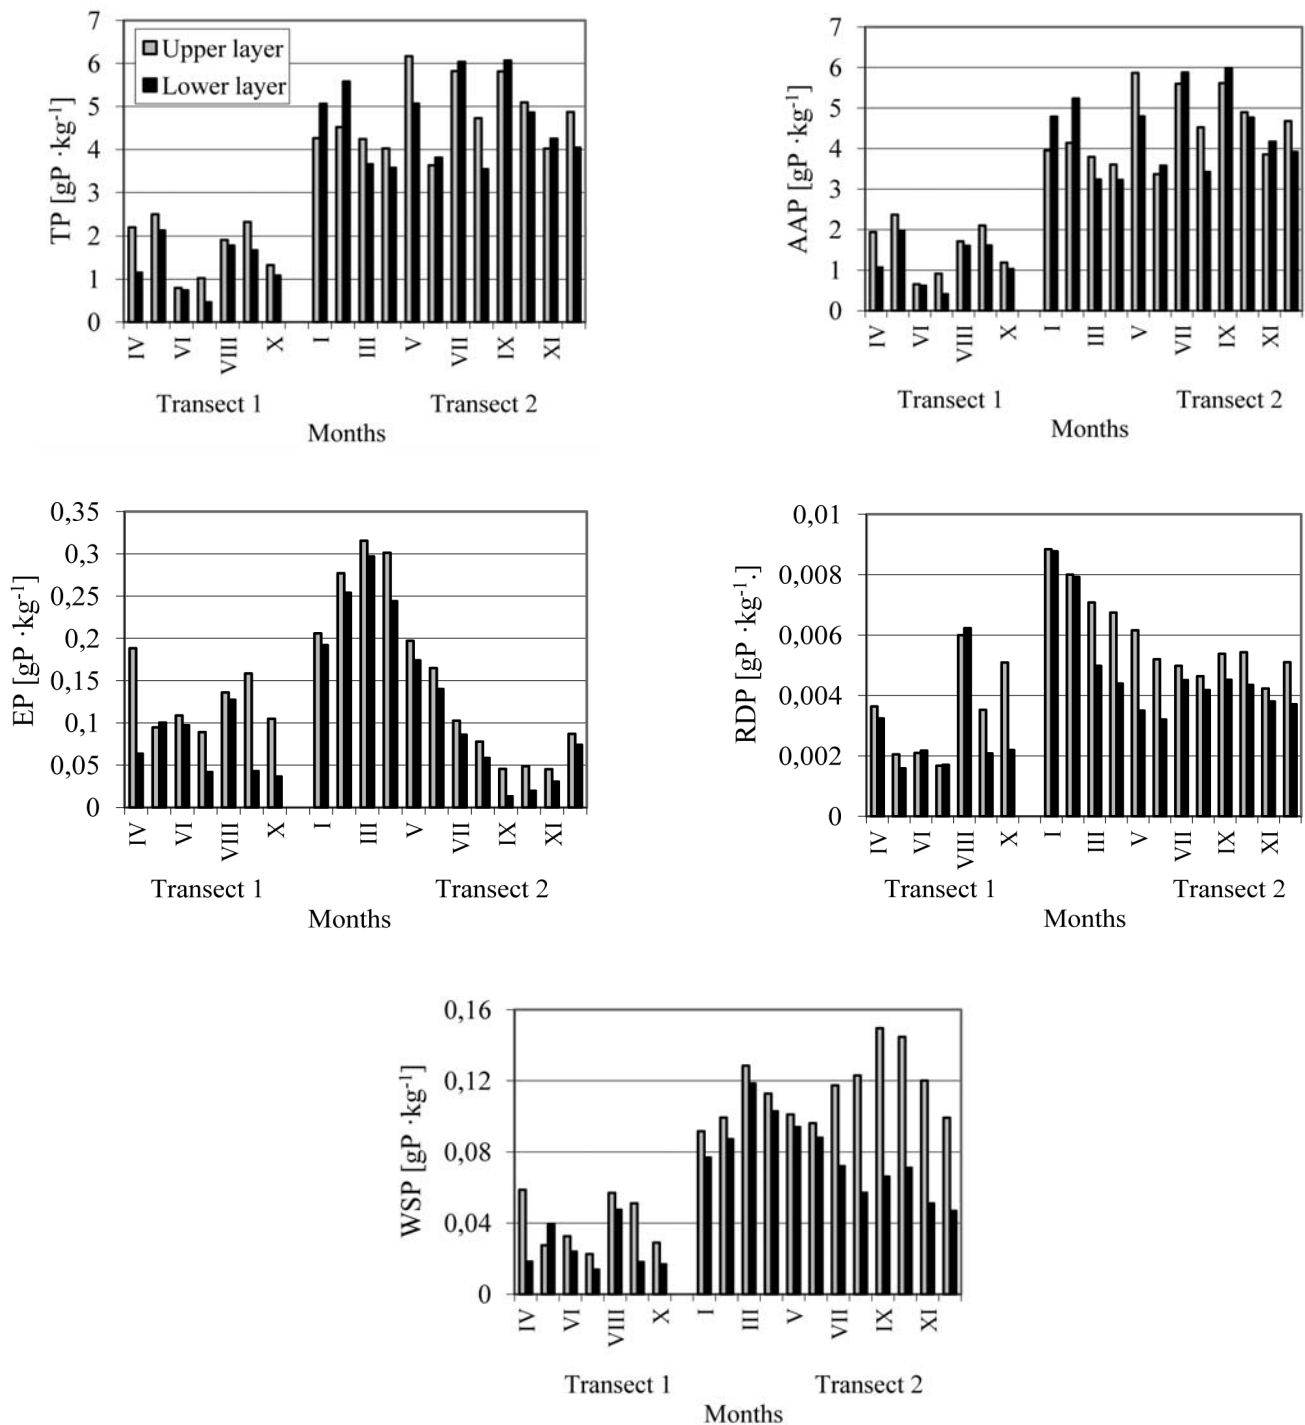 TP [gP ·kg-1]
7
6
5
4
3
2
1
0
Upper layer
Lower layer
IV VI VIII X I III V VII IX XI
Transect 1 Transect 2
Months
AAP [gP ·kg-1]
7
6
5
4
3
2
1
0
IV VI VIII X I III V VII IX XI
Transect 1 Transect 2
Months
EP [gP ·kg-1]
0,35
0,3
0,25
0,2
0,15
0,1
0,05
0
IV VI VIII X I III V VII IX XI
Transect 1 Transect 2
Months
RDP [gP ·kg-1.]
0,01
0,008
0,006
0,004
0,002
0
IV VI VIII X I III V VII IX XI
Transect 1 Transect 2
Months
WSP [gP ·kg-1]
0,16
0,12
0,08
0,04
0
IV VI VIII X I III V VII IX XI
Transect 1 Transect 2
Months